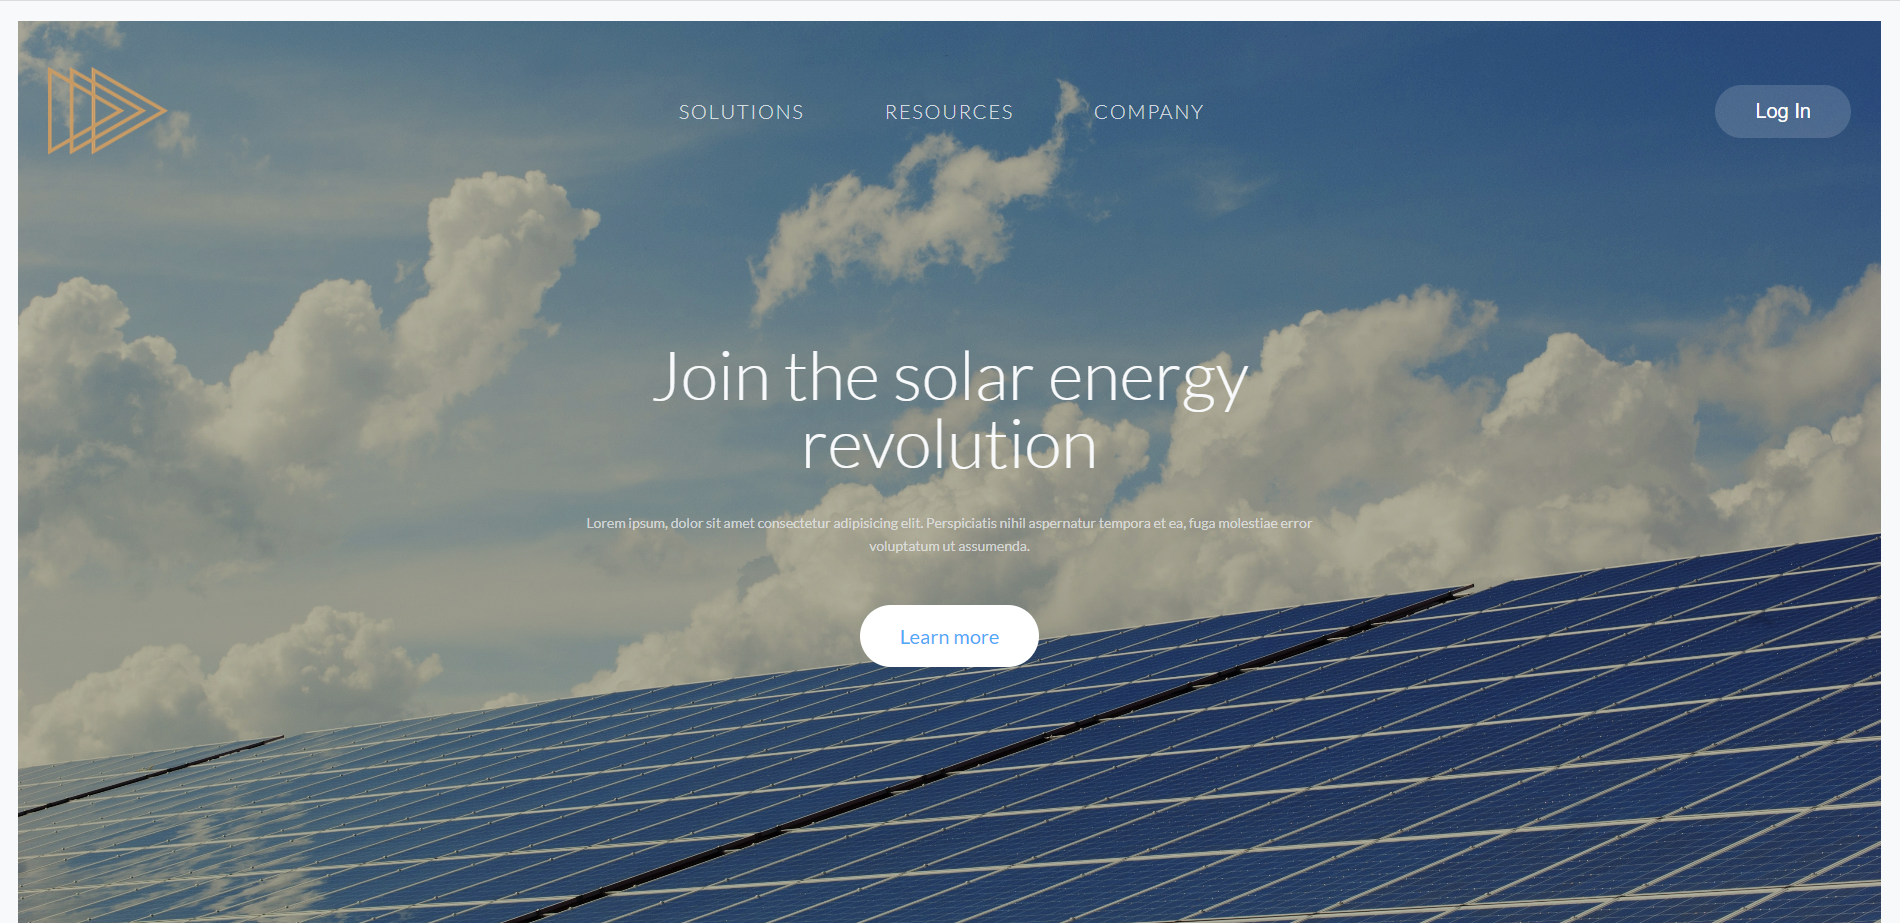 SOLUTIONS
RESOURCES
COMPANY
Log In
Join the solar energy
revolution
Lorem ipsum, dolor sit amet consectetur adipisicing elit. Perspiciatis nihil aspernatur tempora et ea, fuga molestiae error
voluptatum ut assumenda.
Learn more